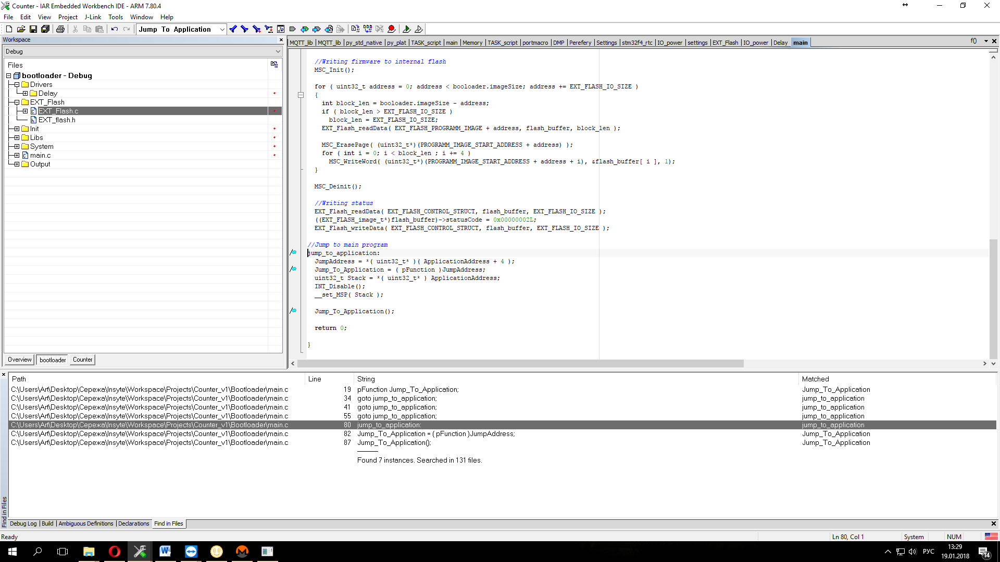 Counter - IAR Embedded Workbench IDE - ARM 7.80.4
File Edit View Project J-Link Tools Window Help
Jump To Application
Workspace
Debug
Files
bootloader - Debug
Drivers
Delay
EXT_Flash
EXT_Flash.c
EXT_flash.h
Init
Libs
System
main.c
Output
Overview bootloader Counter
MQTT_lib MQTT_lib py_std_native py_plat TASK_script main Memory TASK_script portmacro DMP Perefery Settings stm32f4_rtc IO_power settings EXT_Flash IO_power Delay main
f()
//Writing firmware to internal flash
MSC_Init();
for ( uint32_t address = 0; address < booloader.imageSize; address += EXT_FLASH_IO_SIZE )
{
int block_len = booloader.imageSize - address;
if ( block_len > EXT_FLASH_IO_SIZE )
block_len = EXT_FLASH_IO_SIZE;
EXT_Flash_readData( EXT_FLASH_PROGRAMM_IMAGE + address, flash_buffer, block_len );
MSC_ErasePage( (uint32_t*)(PROGRAMM_IMAGE_START_ADDRESS + address) );
for ( int i = 0; i < block_len ; i += 4 )
MSC_WriteWord( (uint32_t*)(PROGRAMM_IMAGE_START_ADDRESS + address + i), &flash_buffer[ i ], 1);
}
MSC_Deinit();
//Writing status
EXT_Flash_readData( EXT_FLASH_CONTROL_STRUCT, flash_buffer, EXT_FLASH_IO_SIZE );
((EXT_FLASH_image_t*)flash_buffer)->statusCode = 0x00000002L;
EXT_Flash_writeData( EXT_FLASH_CONTROL_STRUCT, flash_buffer, EXT_FLASH_IO_SIZE );
//Jump to main program
jump_to_application:
JumpAddress = *( uint32_t* )( ApplicationAddress + 4 );
Jump_To_Application = ( pFunction )JumpAddress;
uint32_t Stack = *( uint32_t* ) ApplicationAddress;
INT_Disable();
__set_MSP( Stack );
Jump_To_Application();
return 0;
}
Path Line String Matched
C:\Users\Art\Desktop\Сережа\Insyte\Workspace\Projects\Counter_v1\Bootloader\main.c 19 pFunction Jump_To_Application; Jump_To_Application
C:\Users\Art\Desktop\Сережа\Insyte\Workspace\Projects\Counter_v1\Bootloader\main.c 34 goto jump_to_application; jump_to_application
C:\Users\Art\Desktop\Сережа\Insyte\Workspace\Projects\Counter_v1\Bootloader\main.c 41 goto jump_to_application; jump_to_application
C:\Users\Art\Desktop\Сережа\Insyte\Workspace\Projects\Counter_v1\Bootloader\main.c 55 goto jump_to_application; jump_to_application
C:\Users\Art\Desktop\Сережа\Insyte\Workspace\Projects\Counter_v1\Bootloader\main.c 80 jump_to_application: jump_to_application
C:\Users\Art\Desktop\Сережа\Insyte\Workspace\Projects\Counter_v1\Bootloader\main.c 82 Jump_To_Application = ( pFunction )JumpAddress; Jump_To_Application
C:\Users\Art\Desktop\Сережа\Insyte\Workspace\Projects\Counter_v1\Bootloader\main.c 87 Jump_To_Application(); Jump_To_Application
Found 7 instances. Searched in 131 files.
Find in Files
Debug Log Build Ambiguous Definitions Declarations Find in Files
Ready Ln 80, Col 1 System NUM
РУС 13:29
19.01.2018
14